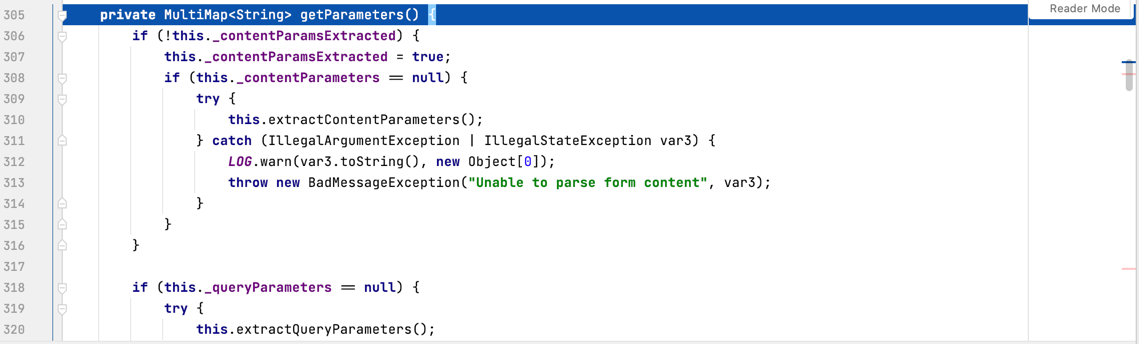 Reader Mode
305 private MultiMap<String> getParameters() {
306 if (!this._contentParamsExtracted) {
307 this._contentParamsExtracted = true;
308 if (this._contentParameters == null) {
309 try {
310 this.extractContentParameters();
311 } catch (IllegalArgumentException | IllegalStateException var3) {
312 LOG.warn(var3.toString(), new Object[0]);
313 throw new BadMessageException("Unable to parse form content", var3);
314 }
315 }
316 }
317
318 if (this._queryParameters == null) {
319 try {
320 this.extractQueryParameters();